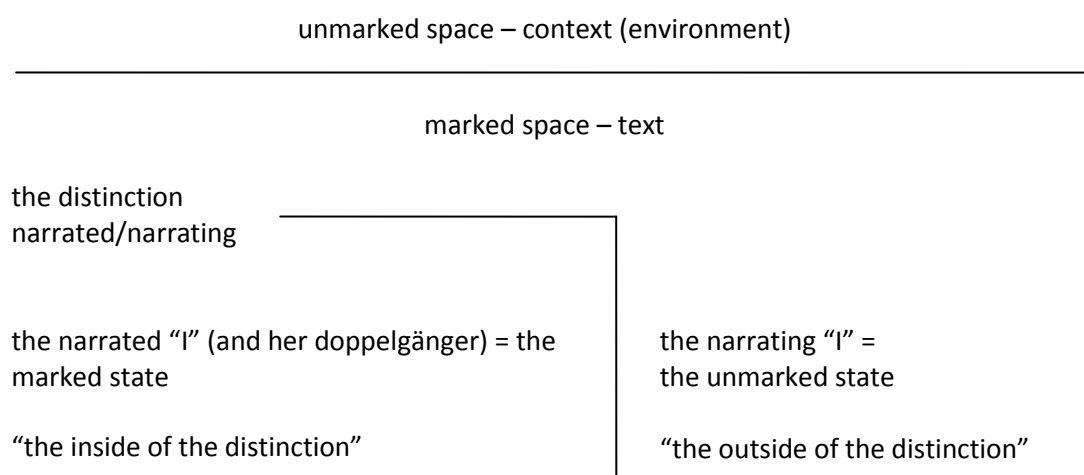 unmarked space – context (environment)
marked space – text
the distinction
narrated/narrating
the narrated “I” (and her doppelgänger) = the
marked state
the narrating “I” =
the unmarked state
“the inside of the distinction”
“the outside of the distinction”